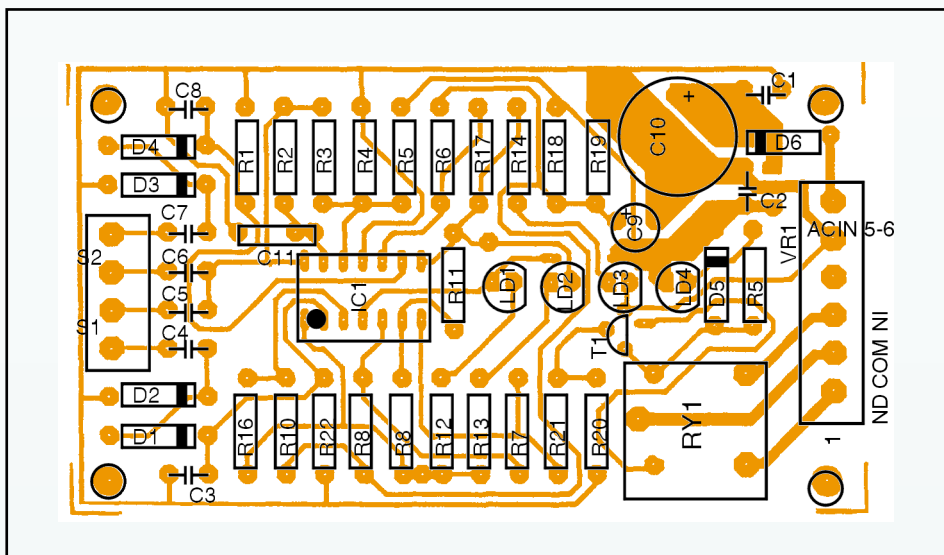 C8
C1
+
D4
R1
R2
R3
R4
R5
R6
R17
R14
R18
R19
C10
D6
D3
C2
C7
+
C9
ACIN 5-6
S2
C11
VR1
C6
IC1
R11
LD1
LD2
LD3
LD4
D5
R5
C5
S1
C4
T1
D2
ND COM NI
R16
R10
R22
R8
R8
R12
R13
R7
R21
R20
RY1
D1
1
C3